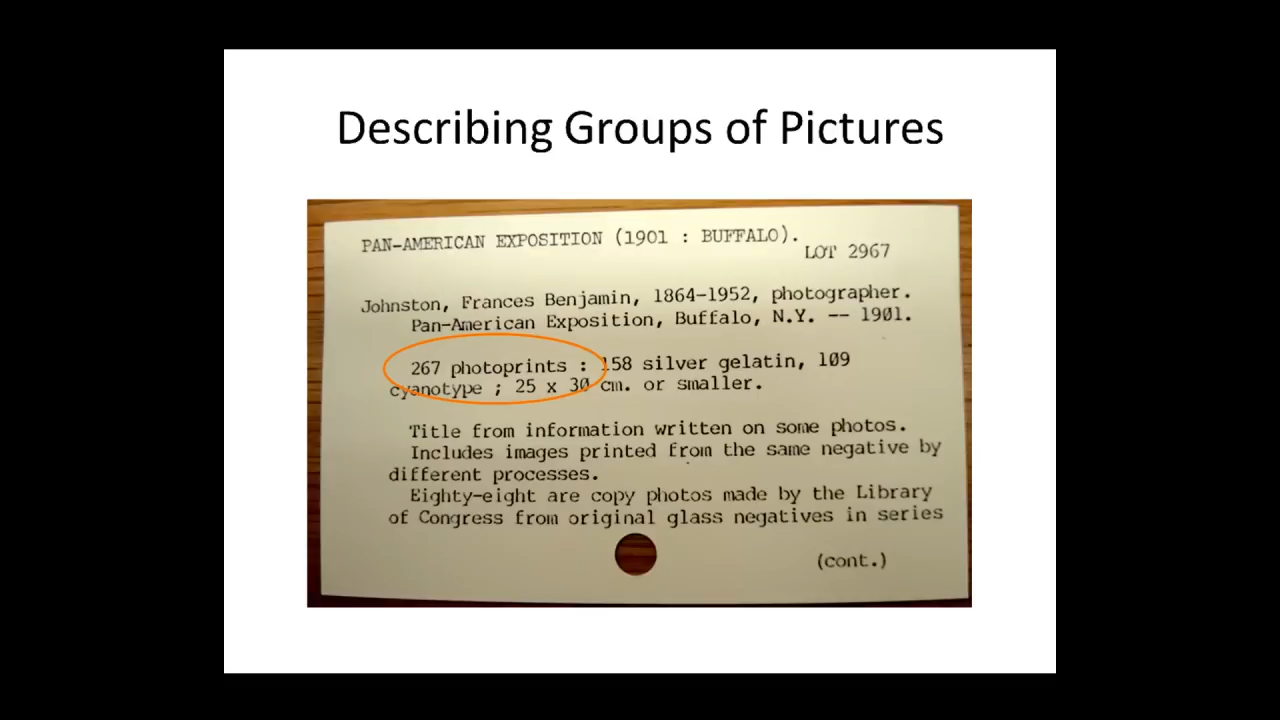 Describing Groups of Pictures
PAN-AMERICAN EXPOSITION (1901 : BUFFALO).
LOT 2967
Johnston, Frances Benjamin, 1864-1952, photographer.
Pan-American Exposition, Buffalo, N.Y. -- 1901.
267 photoprints : 158 silver gelatin, 109
cyanotype ; 25 x 30 cm. or smaller.
Title from information written on some photos.
Includes images printed from the same negative by
different processes.
Eighty-eight are copy photos made by the Library
of Congress from original glass negatives in series
(cont.)